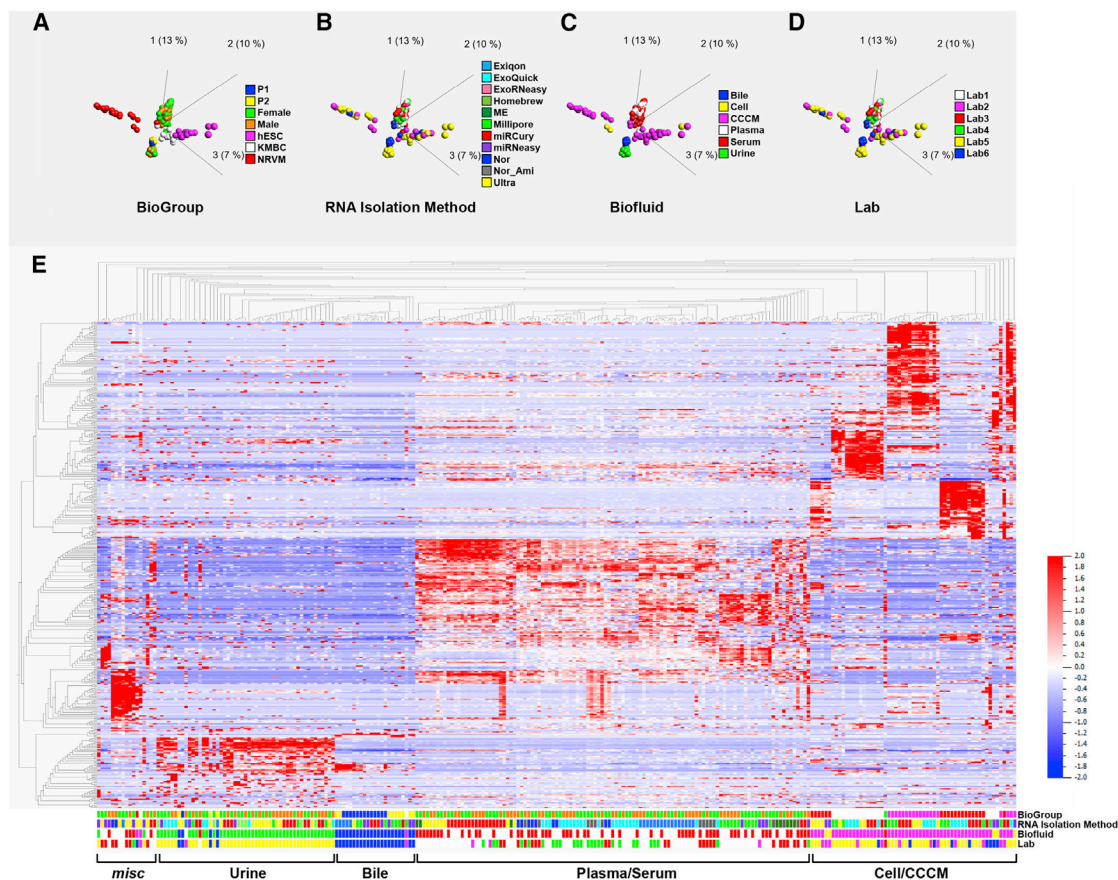 A
1 (13 %)
2 (10 %)
3 (7 %)
P1
P2
Female
Male
hESC
KMBC
NRVM
BioGroup
B
1 (13 %)
2 (10 %)
3 (7 %)
Exiqon
ExoQuick
ExoRNeasy
Homebrew
ME
Millipore
miRCury
miRNeasy
Nor
Nor_Ami
Ultra
RNA Isolation Method
C
1 (13 %)
2 (10 %)
3 (7 %)
Bile
Cell
CCCM
Plasma
Serum
Urine
Biofluid
D
1 (13 %)
2 (10 %)
3 (7 %)
Lab1
Lab2
Lab3
Lab4
Lab5
Lab6
Lab
E
2.0
1.8
1.6
1.4
1.2
1.0
0.8
0.6
0.4
0.2
-0.0
-0.2
-0.4
-0.6
-0.8
-1.0
-1.2
-1.4
-1.6
-1.8
-2.0
BioGroup
RNA Isolation Method
Biofluid
Lab
misc
Urine
Bile
Plasma/Serum
Cell/CCCM